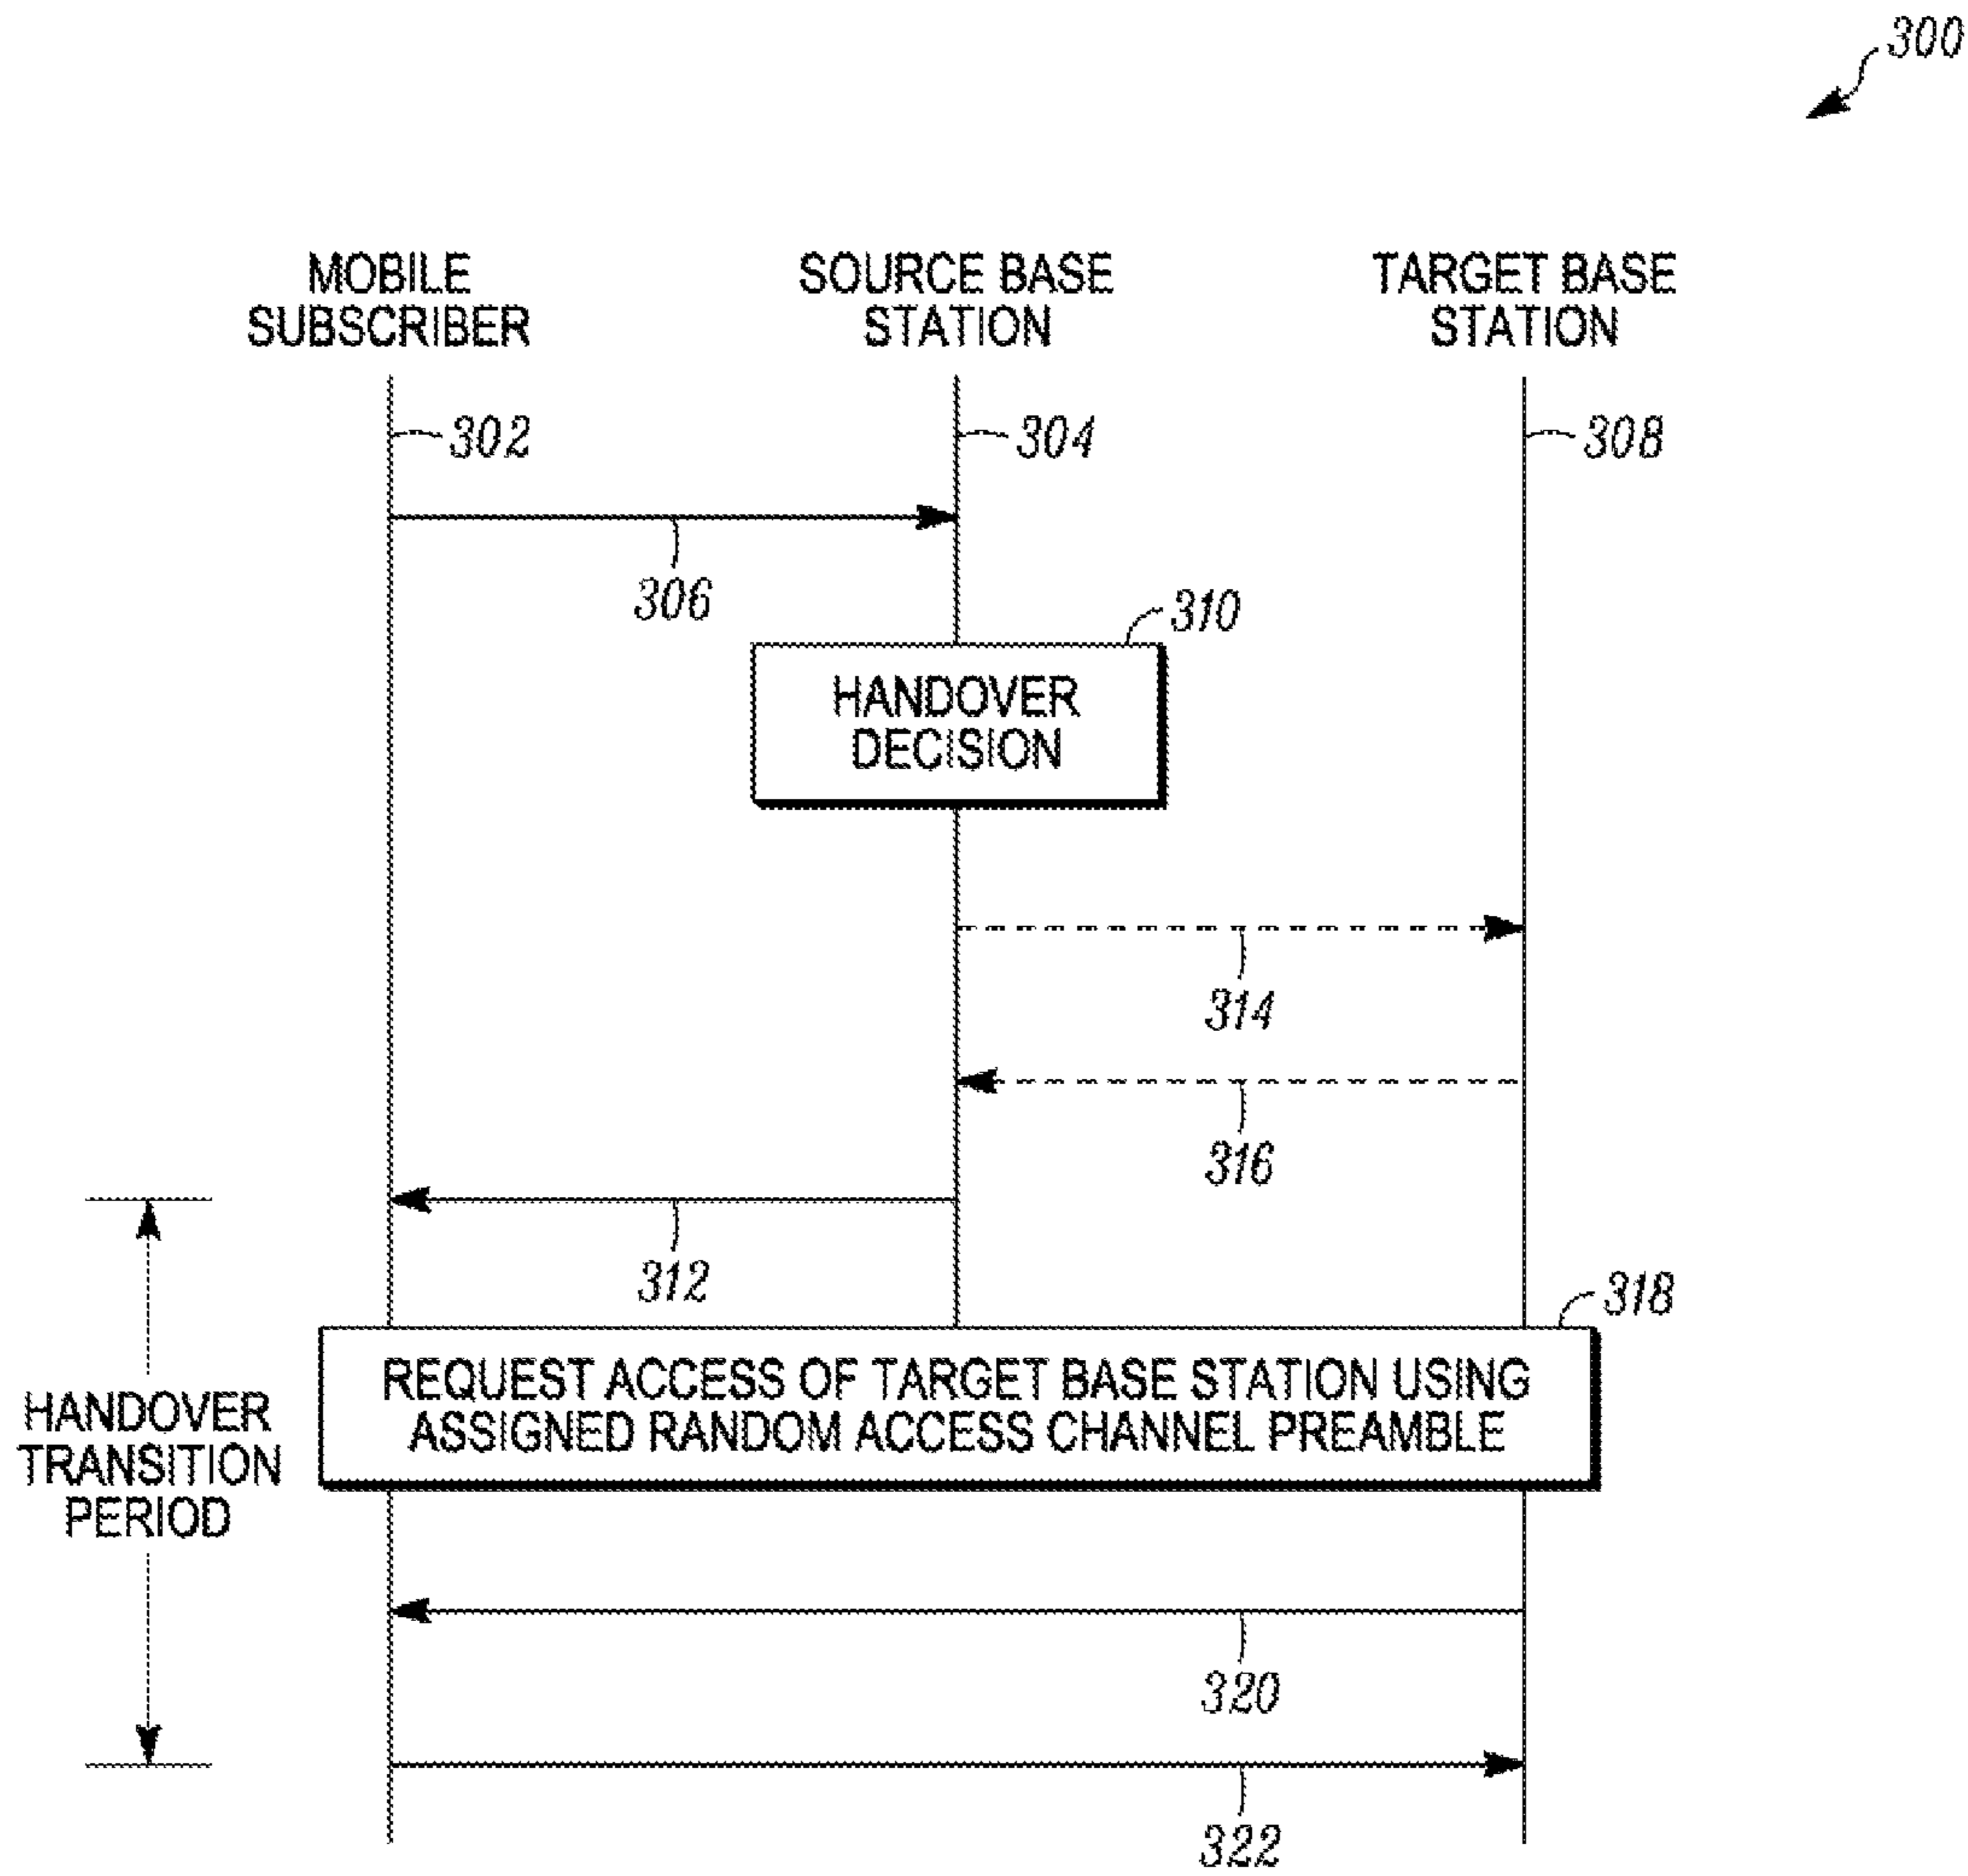 300
MOBILE
SUBSCRIBER
SOURCE BASE
STATION
TARGET BASE
STATION
302
304
308
306
310
HANDOVER
DECISION
314
316
312
318
REQUEST ACCESS OF TARGET BASE STATION USING
ASSIGNED RANDOM ACCESS CHANNEL PREAMBLE
HANDOVER
TRANSITION
PERIOD
320
322